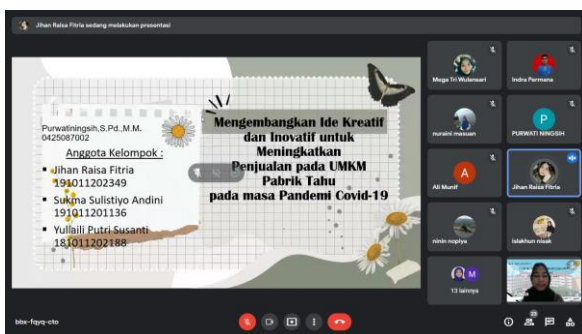 Jihan Raisa Fitria sedang melakukan presentasi
Purwatiningsih,S.Pd.,M.M.
0425087002
Anggota Kelompok :
▪ Jihan Raisa Fitria
191011202349
▪ Sukma Sulistiyo Andini
191011201136
▪ Yullaili Putri Susanti
181011202188
Mengembangkan Ide Kreatif
dan Inovatif untuk
Meningkatkan
Penjualan pada UMKM
Pabrik Tahu
pada masa Pandemi Covid-19
Mega Tri Wulansari
Indra Permana
nuraini masuan
P
PURWATI NINGSIH
A
Ali Munif
Jihan Raisa Fitria
ninin nupiya
islakhun nisak
M
13 lainnya
bbx-fqyq-cto
23